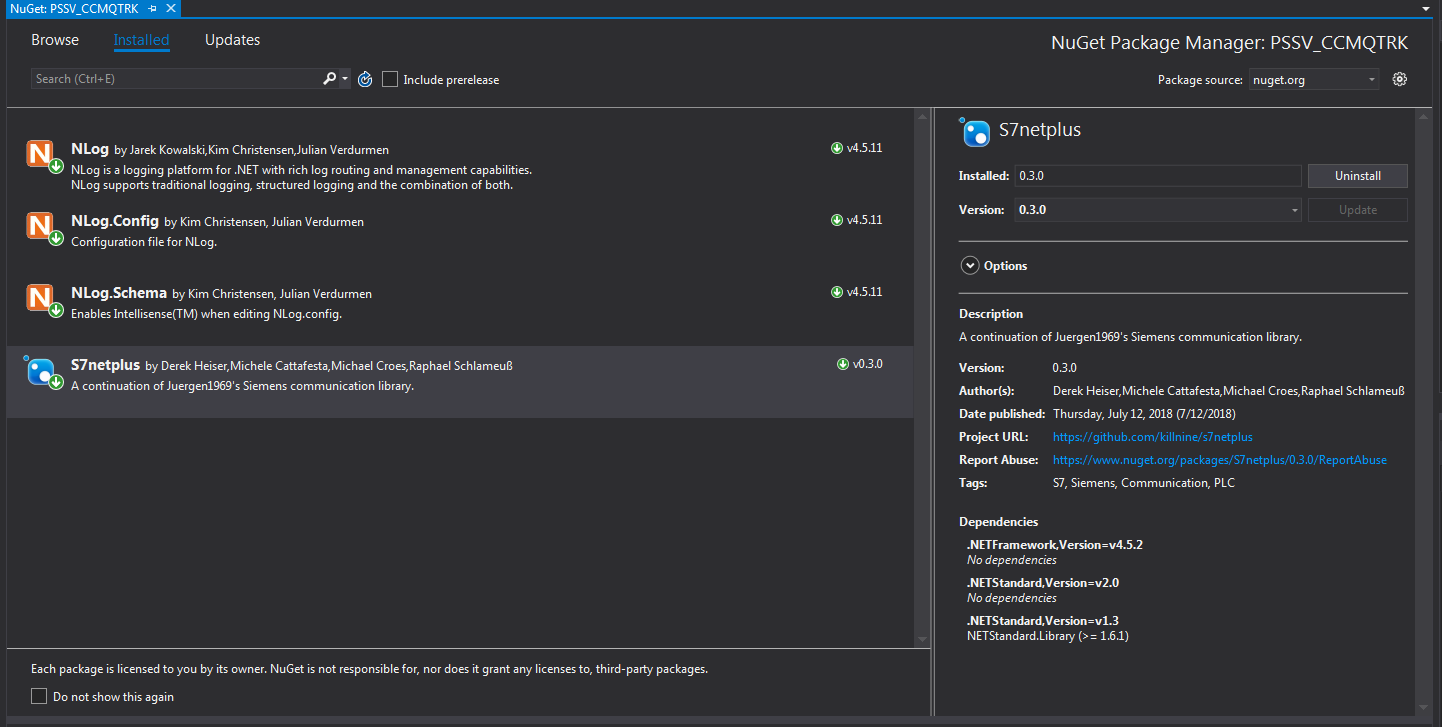 NuGet: PSSV_CCMQTRK
Browse Installed Updates
NuGet Package Manager: PSSV_CCMQTRK
Search (Ctrl+E)
Include prerelease
Package source: nuget.org
NLog by Jarek Kowalski,Kim Christensen,Julian Verdurmen
v4.5.11
NLog is a logging platform for .NET with rich log routing and management capabilities.
NLog supports traditional logging, structured logging and the combination of both.
NLog.Config by Kim Christensen, Julian Verdurmen
v4.5.11
Configuration file for NLog.
NLog.Schema by Kim Christensen, Julian Verdurmen
v4.5.11
Enables Intellisense(TM) when editing NLog.config.
S7netplus by Derek Heiser,Michele Cattafesta,Michael Croes,Raphael Schlameuß
v0.3.0
A continuation of Juergen1969's Siemens communication library.
Each package is licensed to you by its owner. NuGet is not responsible for, nor does it grant any licenses to, third-party packages.
Do not show this again
S7netplus
Installed: 0.3.0 Uninstall
Version: 0.3.0 Update
Options
Description
A continuation of Juergen1969's Siemens communication library.
Version: 0.3.0
Author(s): Derek Heiser,Michele Cattafesta,Michael Croes,Raphael Schlameuß
Date published: Thursday, July 12, 2018 (7/12/2018)
Project URL: https://github.com/killnine/s7netplus
Report Abuse: https://www.nuget.org/packages/S7netplus/0.3.0/ReportAbuse
Tags: S7, Siemens, Communication, PLC
Dependencies
.NETFramework,Version=v4.5.2
No dependencies
.NETStandard,Version=v2.0
No dependencies
.NETStandard,Version=v1.3
NETStandard.Library (>= 1.6.1)